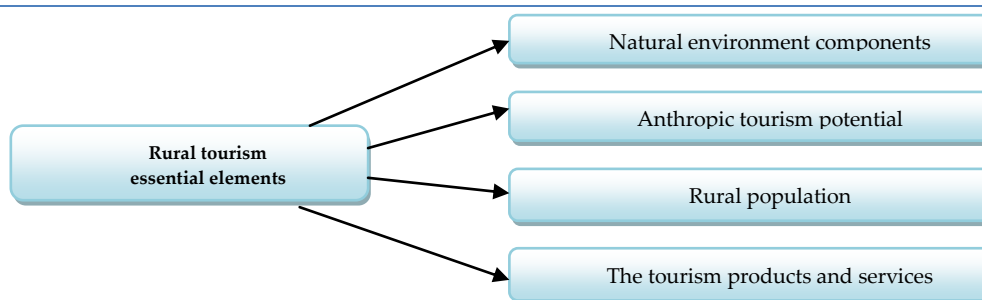 Natural environment components
Anthropic tourism potential
Rural tourism
essential elements
Rural population
The tourism products and services